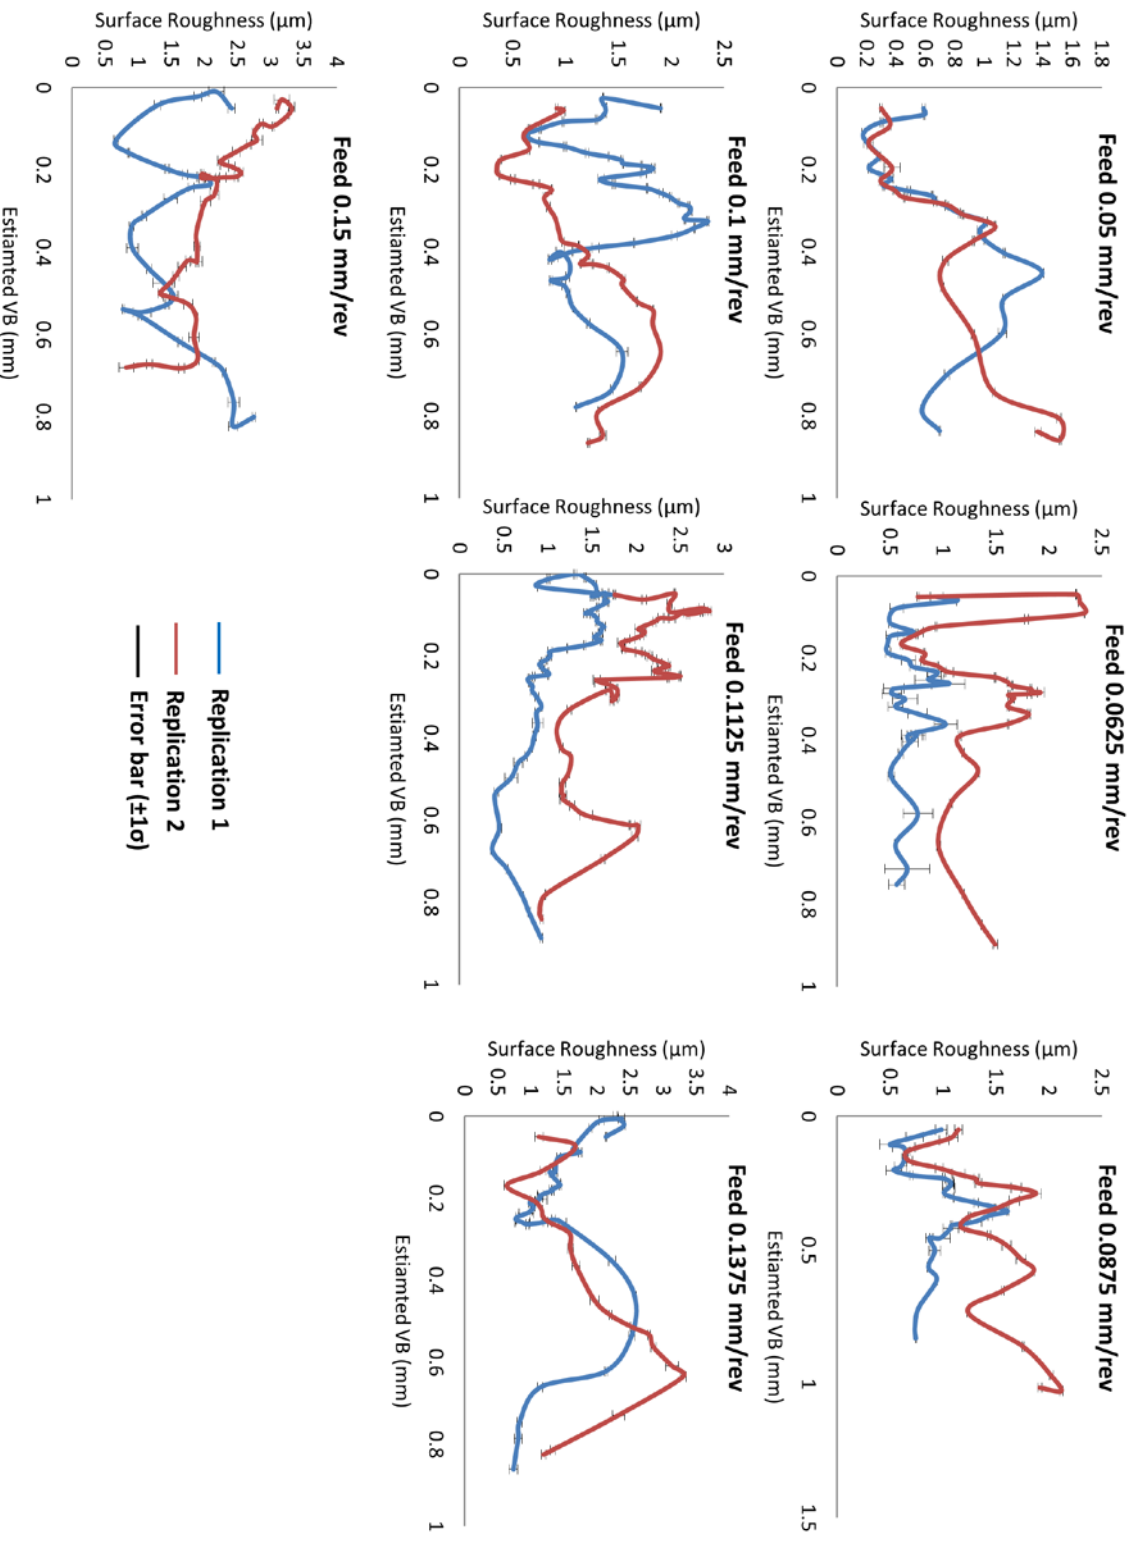 Feed 0.05 mm/rev
Surface Roughness (µm)
1.8
1.6
1.4
1.2
1
0.8
0.6
0.4
0.2
0
0 0.2 0.4 0.6 0.8 1
Estiamted VB (mm)
Feed 0.0625 mm/rev
Surface Roughness (µm)
2.5
2
1.5
1
0.5
0
0 0.2 0.4 0.6 0.8 1
Estiamted VB (mm)
Feed 0.0875 mm/rev
Surface Roughness (µm)
2.5
2
1.5
1
0.5
0
0 0.5 1 1.5
Estiamted VB (mm)
Feed 0.1 mm/rev
Surface Roughness (µm)
2.5
2
1.5
1
0.5
0
0 0.2 0.4 0.6 0.8 1
Estiamted VB (mm)
Feed 0.1125 mm/rev
Surface Roughness (µm)
3
2.5
2
1.5
1
0.5
0
0 0.2 0.4 0.6 0.8 1
Estiamted VB (mm)
Feed 0.1375 mm/rev
Surface Roughness (µm)
4
3.5
3
2.5
2
1.5
1
0.5
0
0 0.2 0.4 0.6 0.8 1
Estiamted VB (mm)
Feed 0.15 mm/rev
Surface Roughness (µm)
4
3.5
3
2.5
2
1.5
1
0.5
0
0 0.2 0.4 0.6 0.8 1
Estiamted VB (mm)
Replication 1
Replication 2
Error bar (±1σ)